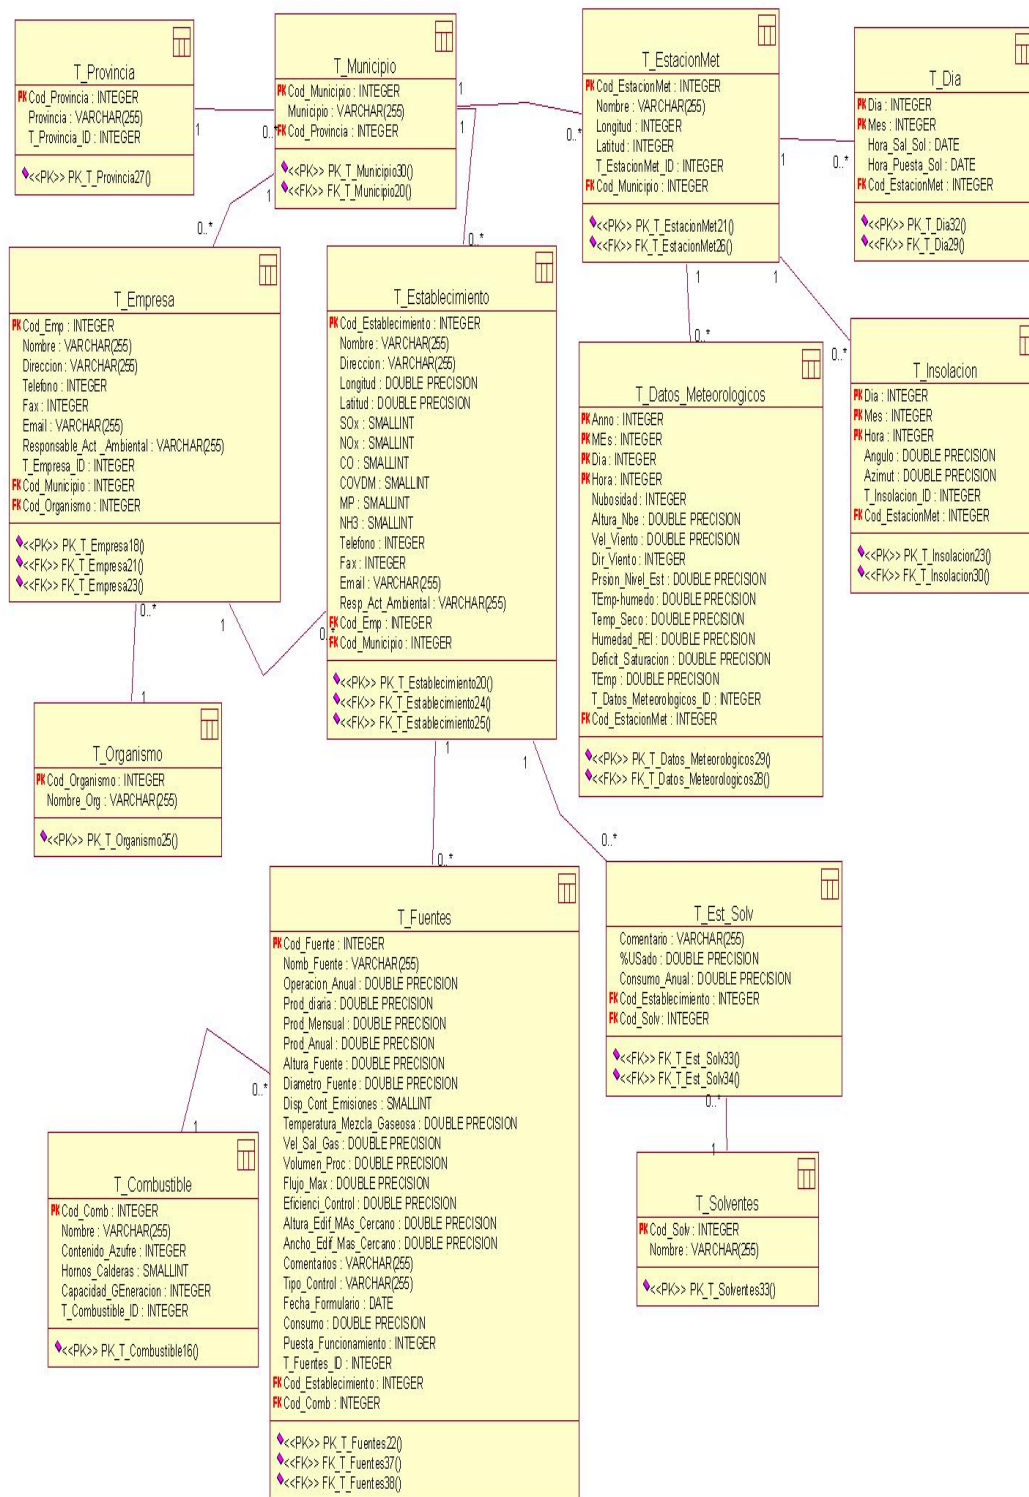 T_Provincia
PK Cod_Provincia : INTEGER
Provincia : VARCHAR(255)
T_Provincia_ID : INTEGER
<<PK>> PK_T_Provincia27()
1
0..*
T_Municipio
PK Cod_Municipio : INTEGER
Municipio : VARCHAR(255)
FK Cod_Provincia : INTEGER
<<PK>> PK_T_Municipio30()
<<FK>> FK_T_Municipio20()
1
1
1
0..*
0..*
0..*
T_EstacionMet
PK Cod_EstacionMet : INTEGER
Nombre : VARCHAR(255)
Longitud : INTEGER
Latitud : INTEGER
T_EstacionMet_ID : INTEGER
FK Cod_Municipio : INTEGER
<<PK>> PK_T_EstacionMet21()
<<FK>> FK_T_EstacionMet26()
1
0..*
1
0..*
1
0..*
T_Dia
PK Dia : INTEGER
PK Mes : INTEGER
Hora_Sal_Sol : DATE
Hora_Puesta_Sol : DATE
FK Cod_EstacionMet : INTEGER
<<PK>> PK_T_Dia32()
<<FK>> FK_T_Dia29()
T_Empresa
PK Cod_Emp : INTEGER
Nombre : VARCHAR(255)
Direccion : VARCHAR(255)
Telefono : INTEGER
Fax : INTEGER
Email : VARCHAR(255)
Responsable_Act _Ambiental : VARCHAR(255)
T_Empresa_ID : INTEGER
FK Cod_Municipio : INTEGER
FK Cod_Organismo : INTEGER
<<PK>> PK_T_Empresa18()
<<FK>> FK_T_Empresa21()
<<FK>> FK_T_Empresa23()
0..*
1
1
0..*
T_Establecimiento
PK Cod_Establecimiento : INTEGER
Nombre : VARCHAR(255)
Direccion : VARCHAR(255)
Longitud : DOUBLE PRECISION
Latitud : DOUBLE PRECISION
SOx : SMALLINT
NOx : SMALLINT
CO : SMALLINT
COVDM : SMALLINT
MP : SMALLINT
NH3 : SMALLINT
Telefono : INTEGER
Fax : INTEGER
Email : VARCHAR(255)
Resp_Act_Ambiental : VARCHAR(255)
FK Cod_Emp : INTEGER
FK Cod_Municipio : INTEGER
<<PK>> PK_T_Establecimiento20()
<<FK>> FK_T_Establecimiento24()
<<FK>> FK_T_Establecimiento25()
1
0..*
1
0..*
T_Datos_Meteorologicos
PK Anno : INTEGER
PK MEs : INTEGER
PK Dia : INTEGER
PK Hora : INTEGER
Nubosidad : INTEGER
Altura_Nbe : DOUBLE PRECISION
Vel_Viento : DOUBLE PRECISION
Dir_Viento : INTEGER
Prsion_Nivel_Est : DOUBLE PRECISION
TEmp-humedo : DOUBLE PRECISION
Temp_Seco : DOUBLE PRECISION
Humedad_REl : DOUBLE PRECISION
Deficit_Saturacion : DOUBLE PRECISION
TEmp : DOUBLE PRECISION
T_Datos_Meteorologicos_ID : INTEGER
FK Cod_EstacionMet : INTEGER
<<PK>> PK_T_Datos_Meteorologicos29()
<<FK>> FK_T_Datos_Meteorologicos28()
T_Insolacion
PK Dia : INTEGER
PK Mes : INTEGER
PK Hora : INTEGER
Angulo : DOUBLE PRECISION
Azimut : DOUBLE PRECISION
T_Insolacion_ID : INTEGER
FK Cod_EstacionMet : INTEGER
<<PK>> PK_T_Insolacion23()
<<FK>> FK_T_Insolacion30()
T_Organismo
PK Cod_Organismo : INTEGER
Nombre_Org : VARCHAR(255)
<<PK>> PK_T_Organismo25()
T_Fuentes
PK Cod_Fuente : INTEGER
Nomb_Fuente : VARCHAR(255)
Operacion_Anual : DOUBLE PRECISION
Prod_diaria : DOUBLE PRECISION
Prod_Mensual : DOUBLE PRECISION
Prod_Anual : DOUBLE PRECISION
Altura_Fuente : DOUBLE PRECISION
Diametro_Fuente : DOUBLE PRECISION
Disp_Cont_Emisiones : SMALLINT
Temperatura_Mezcla_Gaseosa : DOUBLE PRECISION
Vel_Sal_Gas : DOUBLE PRECISION
Volumen_Proc : DOUBLE PRECISION
Flujo_Max : DOUBLE PRECISION
Eficienci_Control : DOUBLE PRECISION
Altura_Edif_MAs_Cercano : DOUBLE PRECISION
Ancho_Edif_Mas_Cercano : DOUBLE PRECISION
Comentarios : VARCHAR(255)
Tipo_Control : VARCHAR(255)
Fecha_Formulario : DATE
Consumo : DOUBLE PRECISION
Puesta_Funcionamiento : INTEGER
T_Fuentes_ID : INTEGER
FK Cod_Establecimiento : INTEGER
FK Cod_Comb : INTEGER
<<PK>> PK_T_Fuentes22()
<<FK>> FK_T_Fuentes37()
<<FK>> FK_T_Fuentes38()
0..*
1
T_Est_Solv
Comentario : VARCHAR(255)
%USado : DOUBLE PRECISION
Consumo_Anual : DOUBLE PRECISION
FK Cod_Establecimiento : INTEGER
FK Cod_Solv : INTEGER
<<FK>> FK_T_Est_Solv33()
<<FK>> FK_T_Est_Solv34()
0..*
1
T_Combustible
PK Cod_Comb : INTEGER
Nombre : VARCHAR(255)
Contenido_Azufre : INTEGER
Hornos_Calderas : SMALLINT
Capacidad_GEneracion : INTEGER
T_Combustible_ID : INTEGER
<<PK>> PK_T_Combustible16()
T_Solventes
PK Cod_Solv : INTEGER
Nombre : VARCHAR(255)
<<PK>> PK_T_Solventes33()